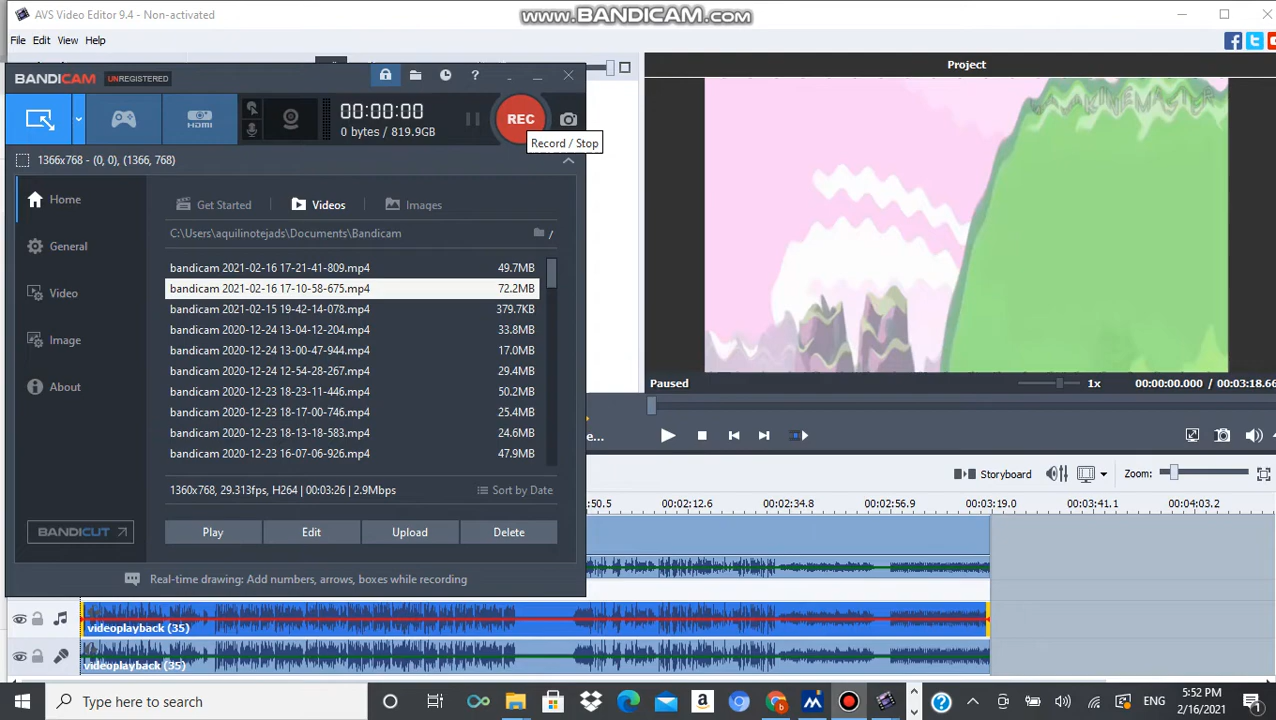 AVS Video Editor 9.4 - Non-activated
www.BANDICAM.com
File Edit View Help
BANDICAM UNREGISTERED
Project
00:00:00
0 bytes / 819.9GB
REC
HDMI
Record / Stop
1366x768 - (0, 0), (1366, 768)
Home
General
Video
Image
About
BANDICUT
Get Started
Videos
Images
C:\Users\aquilinotejads\Documents\Bandicam
/
bandicam 2021-02-16 17-21-41-809.mp4 49.7MB
bandicam 2021-02-16 17-10-58-675.mp4 72.2MB
bandicam 2021-02-15 19-42-14-078.mp4 379.7KB
bandicam 2020-12-24 13-04-12-204.mp4 33.8MB
bandicam 2020-12-24 13-00-47-944.mp4 17.0MB
bandicam 2020-12-24 12-54-28-267.mp4 29.4MB
bandicam 2020-12-23 18-23-11-446.mp4 50.2MB
bandicam 2020-12-23 18-17-00-746.mp4 25.4MB
bandicam 2020-12-23 18-13-18-583.mp4 24.6MB
bandicam 2020-12-23 16-07-06-926.mp4 47.9MB
1360x768, 29.313fps, H264 | 00:03:26 | 2.9Mbps
Sort by Date
Play Edit Upload Delete
Real-time drawing: Add numbers, arrows, boxes while recording
Paused
1x
00:00:00.000 / 00:03:18.66
e...
Storyboard
Zoom:
:50.5 00:02:12.6 00:02:34.8 00:02:56.9 00:03:19.0 00:03:41.1 00:04:03.2
videoplayback (35)
videoplayback (35)
Type here to search
ENG
5:52 PM
2/16/2021
1